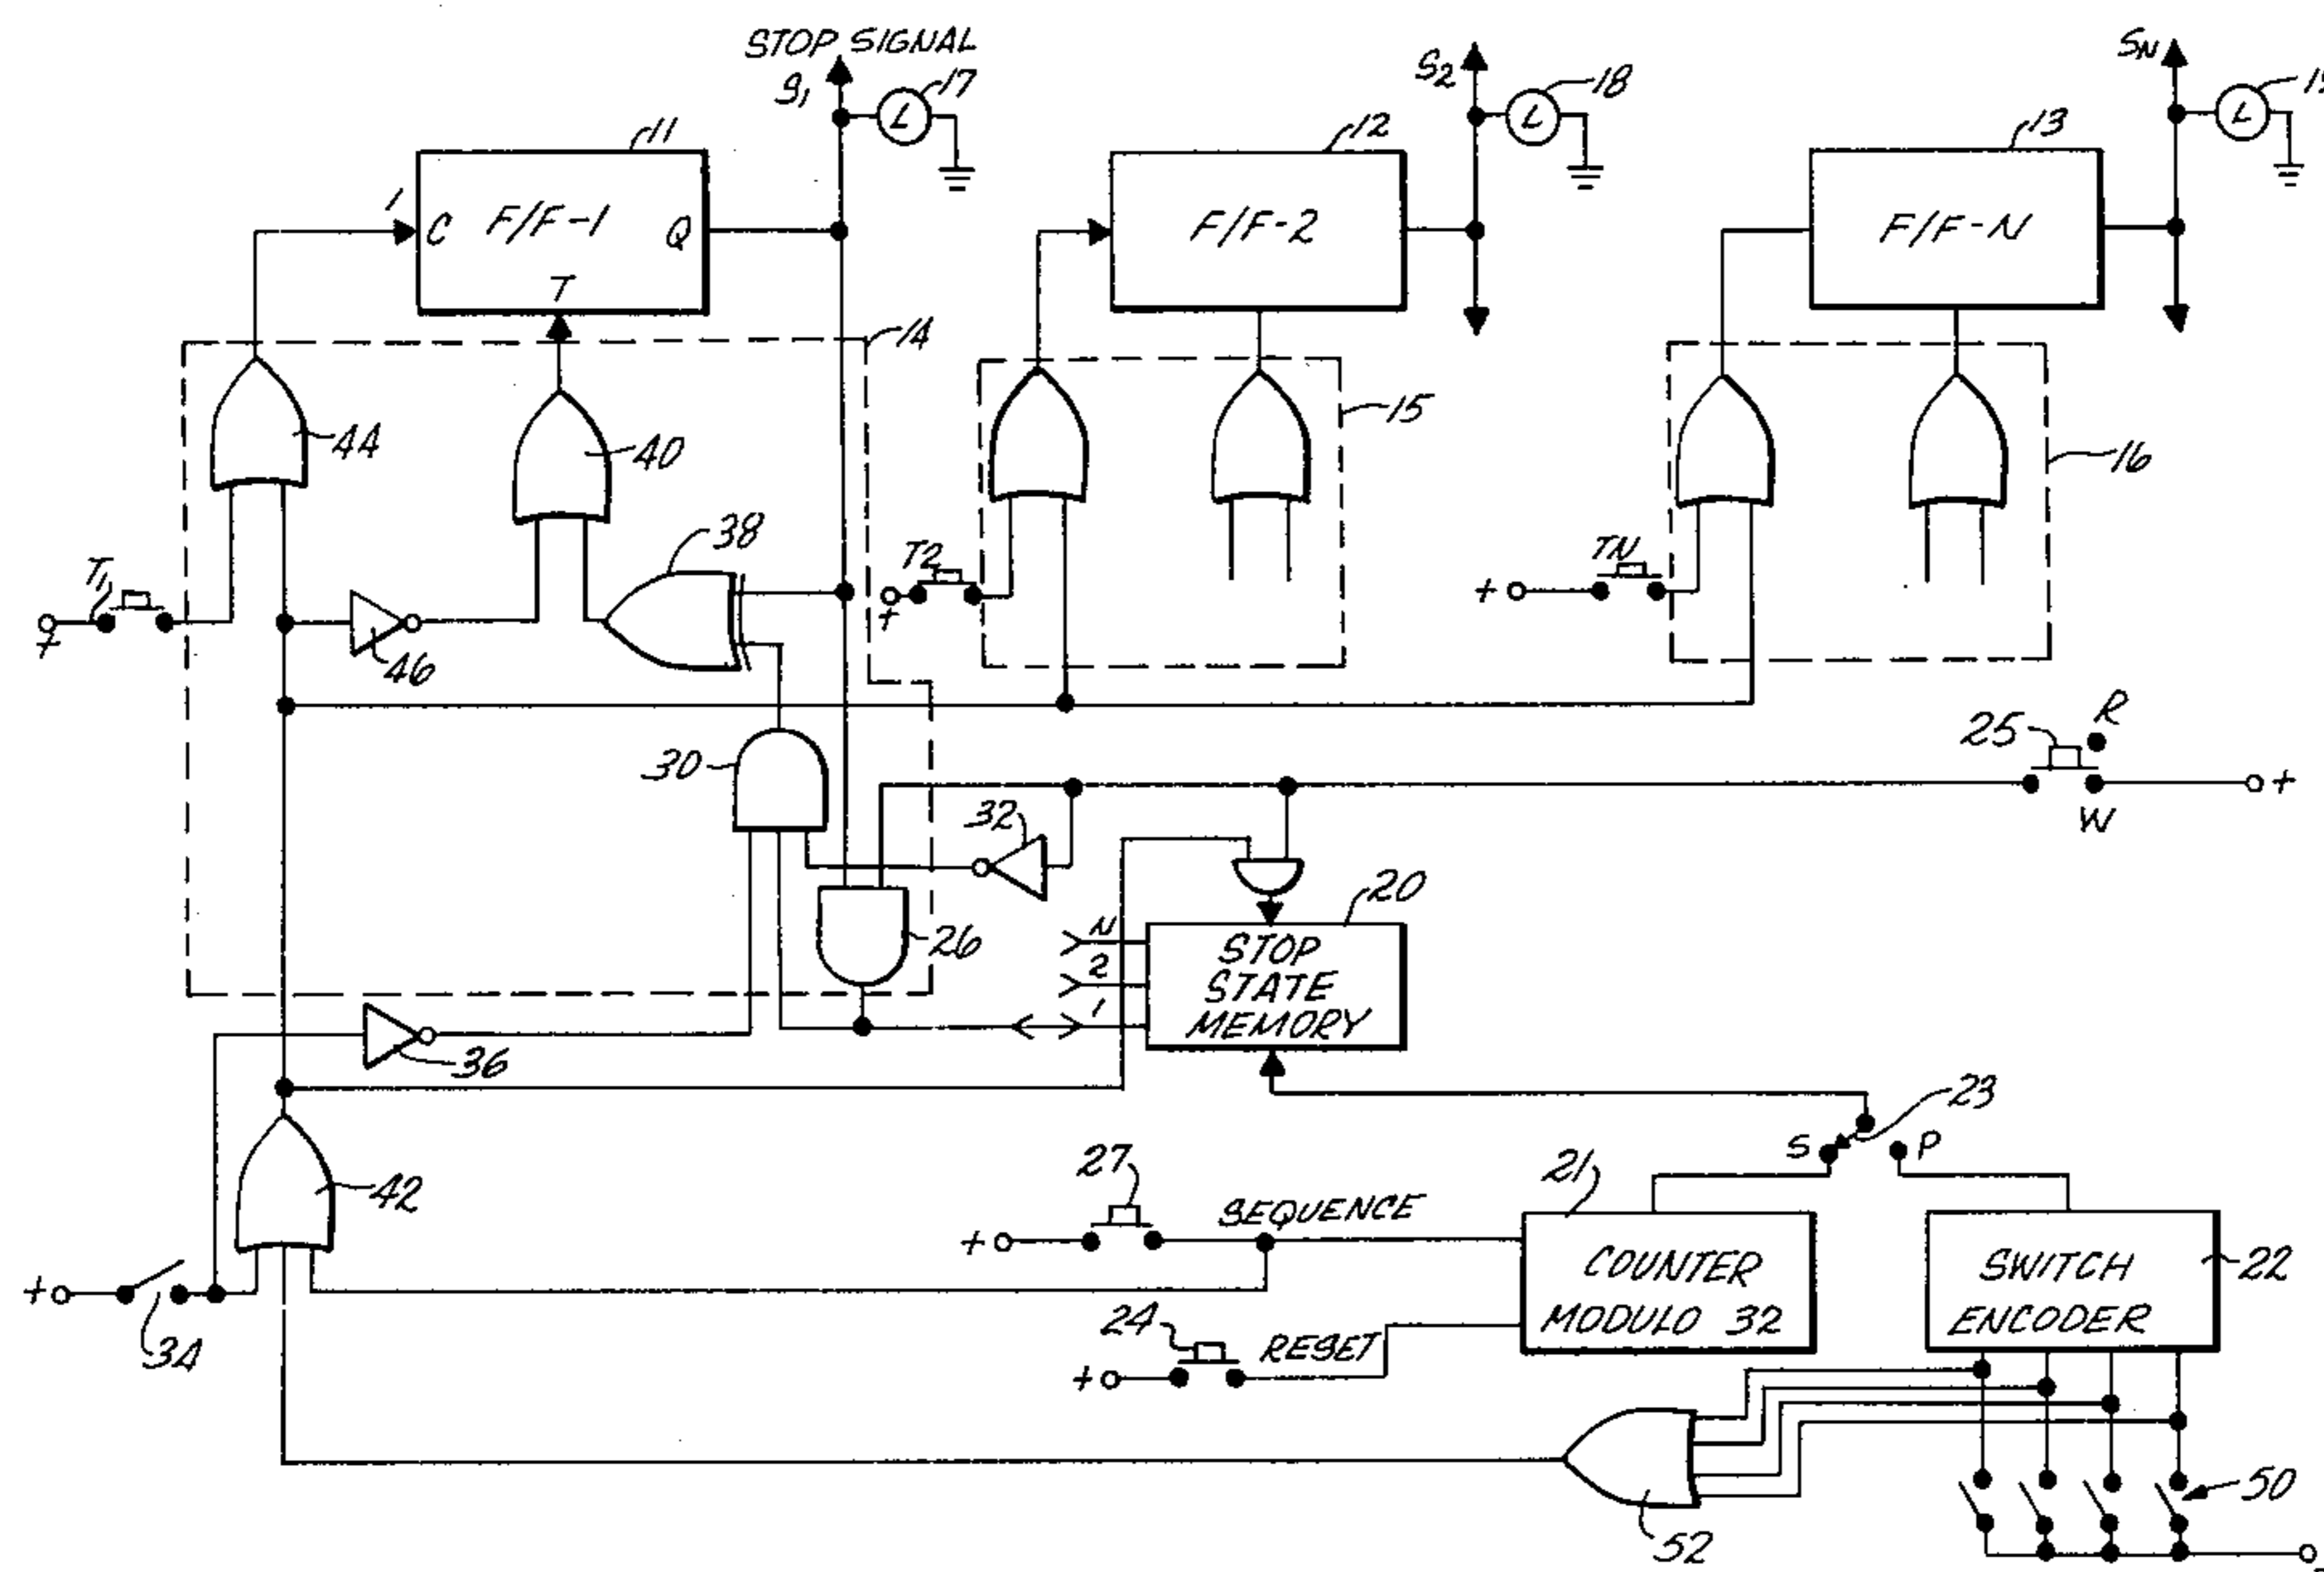 STOP SIGNAL
S1
17
S2
18
SN
11
12
13
1
C
F/F-1
Q
T
F/F-2
F/F-N
14
44
40
15
16
38
T1
+
46
T2
+
TN
+
R
25
+
W
30
32
26
20
N
2
1
STOP
STATE
MEMORY
36
23
S
P
27
21
42
SEQUENCE
+
COUNTER
MODULO 32
SWITCH
ENCODER
22
+
34
24
RESET
+
50
52